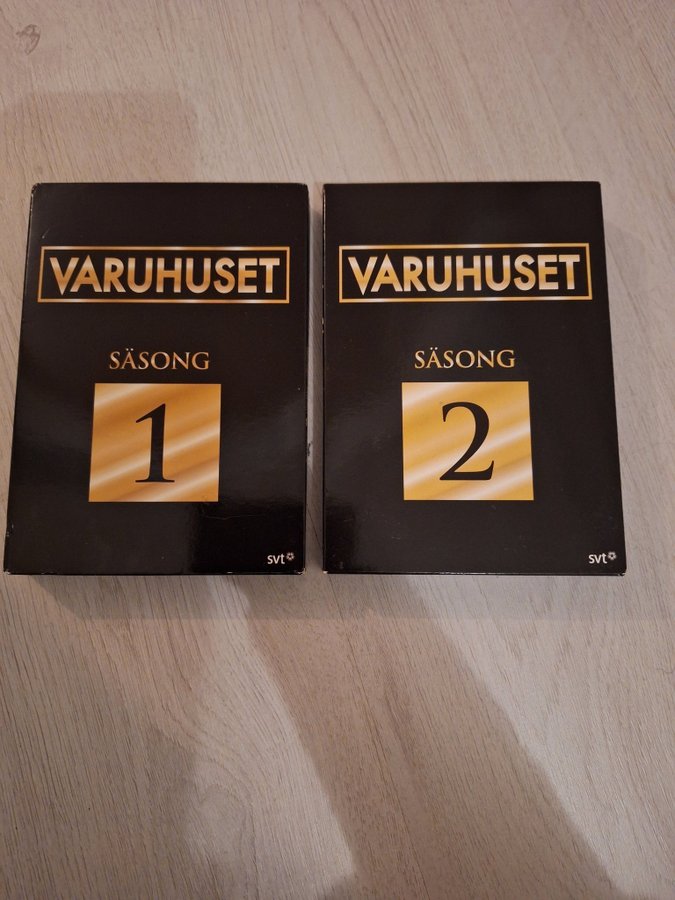 VARUHUSET
SÄSONG
1
svt
VARUHUSET
SÄSONG
2
svt